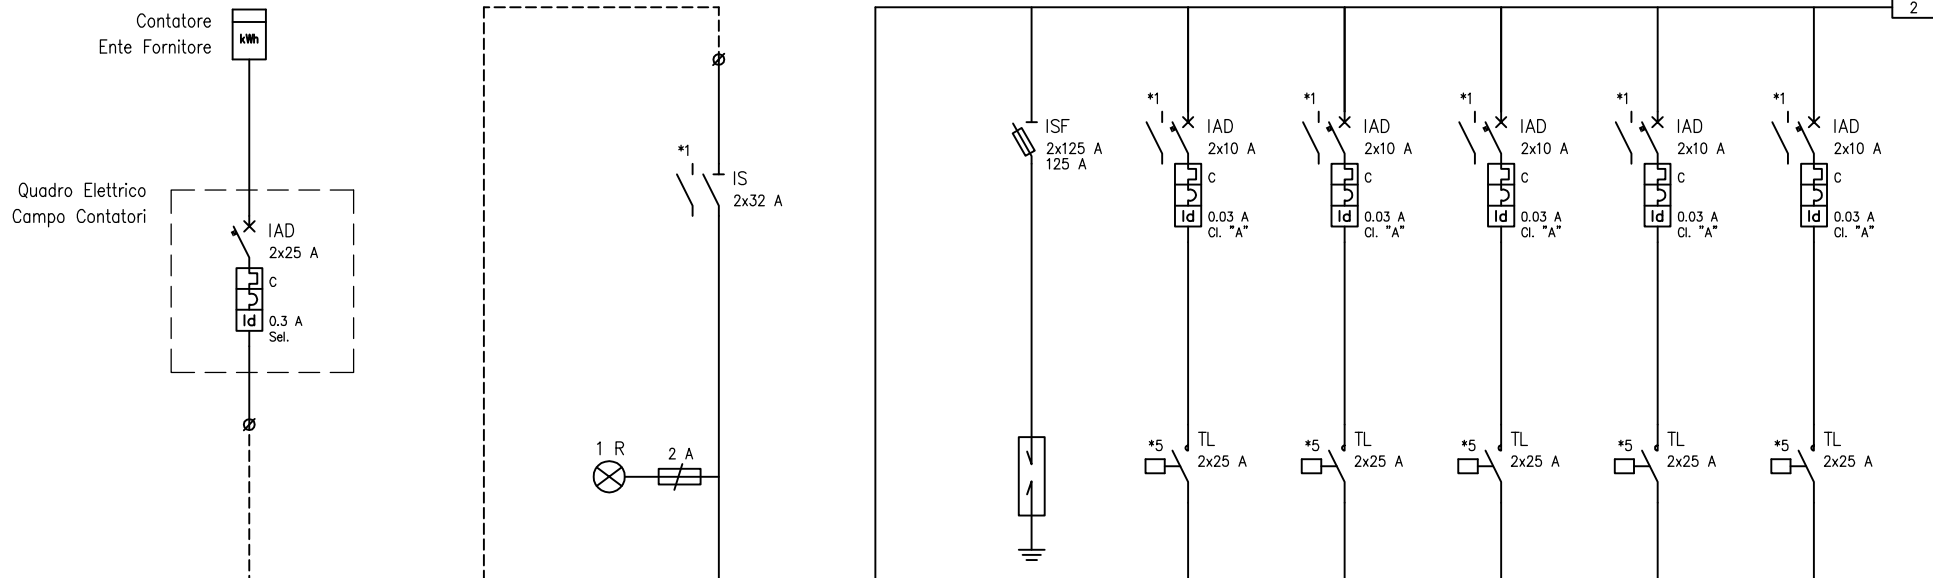 Contatore
Ente Fornitore
kWh
Quadro Elettrico
Campo Contatori
IAD
2x25 A
C
Id
0.3 A
Sel.
*1
IS
2x32 A
1 R
2 A
2
ISF
2x125 A
125 A
*1
IAD
2x10 A
C
Id
0.03 A
Cl. "A"
*5
TL
2x25 A
*1
IAD
2x10 A
C
Id
0.03 A
Cl. "A"
*5
TL
2x25 A
*1
IAD
2x10 A
C
Id
0.03 A
Cl. "A"
*5
TL
2x25 A
*1
IAD
2x10 A
C
Id
0.03 A
Cl. "A"
*5
TL
2x25 A
*1
IAD
2x10 A
C
Id
0.03 A
Cl. "A"
*5
TL
2x25 A